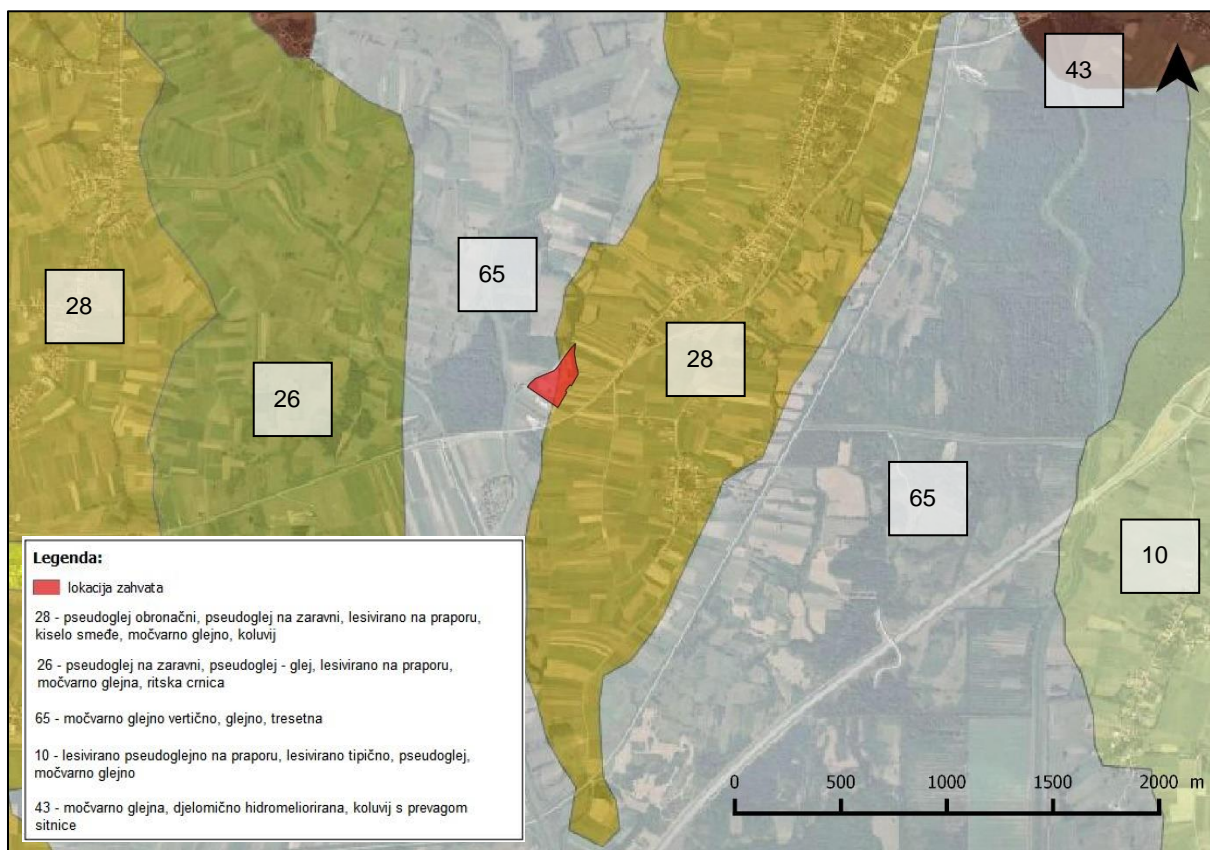 43
65
28
28
26
65
10
0 500 1000 1500 2000 m
Legenda:
lokacija zahvata
28 - pseudoglej obronačni, pseudoglej na zaravni, lesivirano na praporu,
kiselo smeđe, močvarno glejno, koluvij
26 - pseudoglej na zaravni, pseudoglej - glej, lesivirano na praporu,
močvarno glejna, ritska crnica
65 - močvarno glejno vertično, glejno, tresetna
10 - lesivirano pseudoglejno na praporu, lesivirano tipično, pseudoglej,
močvarno glejno
43 - močvarno glejna, djelomično hidromeliorirana, koluvij s prevagom
sitnice